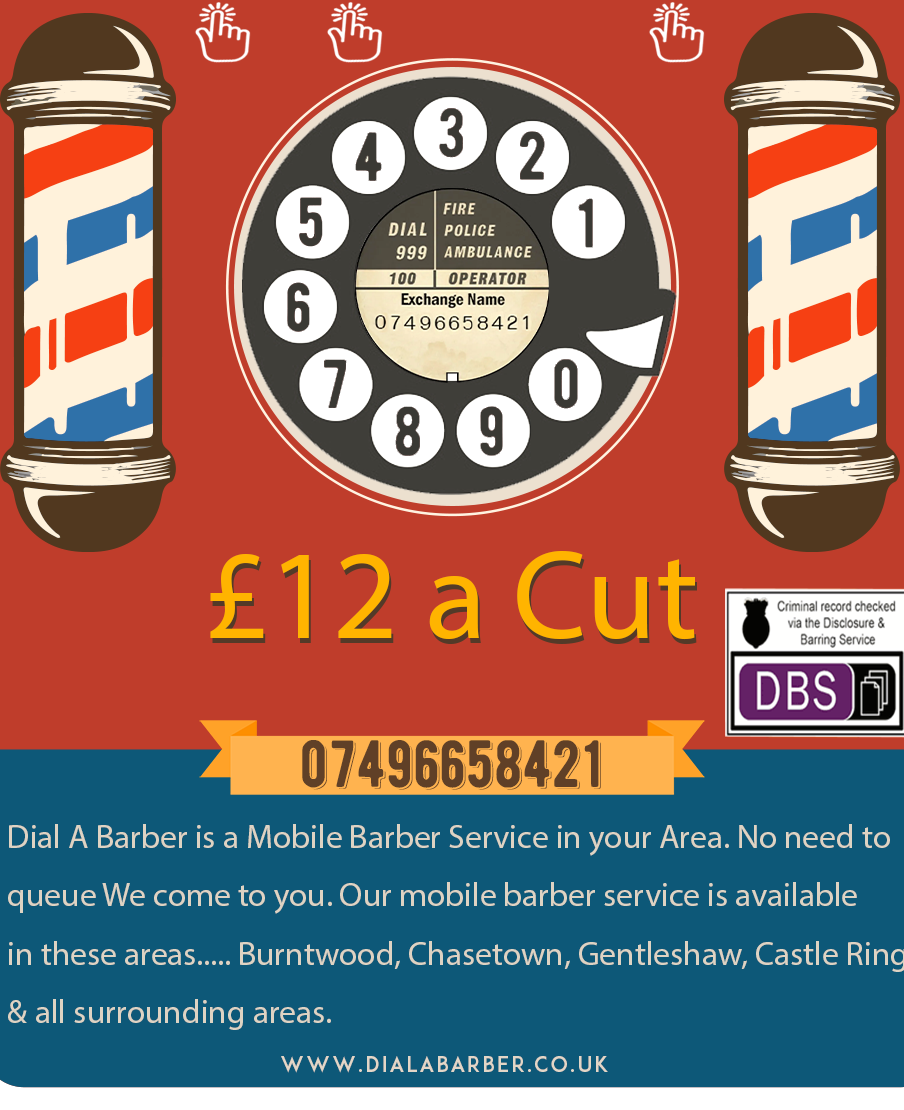 3
4
2
5
1
6
7
0
8
9
DIAL 999
FIRE
POLICE
AMBULANCE
100 | OPERATOR
Exchange Name
07496658421
£12 a Cut
Criminal record checked
via the Disclosure &
Barring Service
DBS
07496658421
Dial A Barber is a Mobile Barber Service in your Area. No need to
queue We come to you. Our mobile barber service is available
in these areas..... Burntwood, Chasetown, Gentleshaw, Castle Ring
& all surrounding areas.
WWW.DIALABARBER.CO.UK